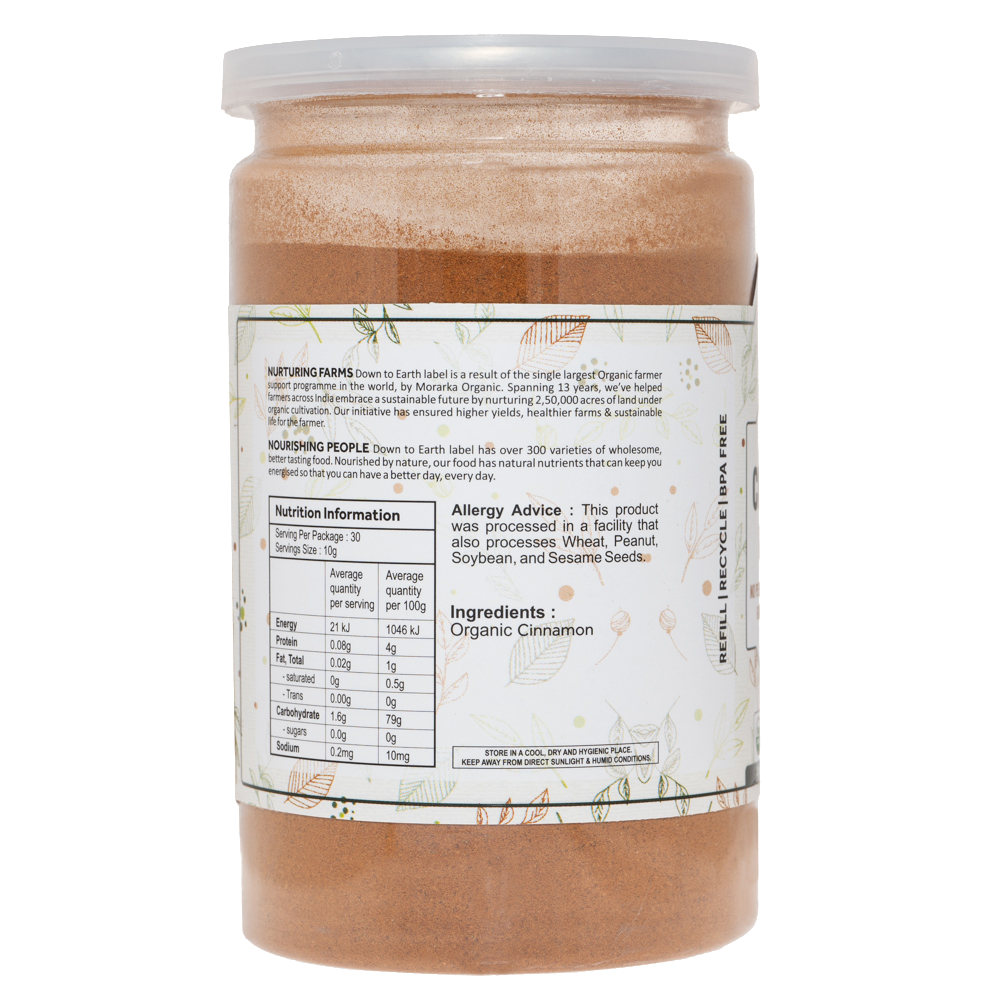 NURTURING FARMS Down to Earth label is a result of the single largest Organic farmer
support programme in the world, by Morarka Organic. Spanning 13 years, we've helped
farmers across India embrace a sustainable future by nurturing 2,50,000 acres of land under
organic cultivation. Our initiative has ensured higher yields, healthier farms & sustainable
life for the farmer.
NOURISHING PEOPLE Down to Earth label has over 300 varieties of wholesome,
better tasting food. Nourished by nature, our food has natural nutrients that can keep you
energised so that you can have a better day, every day.
Nutrition Information
Serving Per Package : 30
Servings Size : 10g
Average quantity per serving Average quantity per 100g
Energy 21 kJ 1046 kJ
Protein 0.08g 4g
Fat, Total 0.02g 1g
- saturated 0g 0.5g
- Trans 0.00g 0g
Carbohydrate 1.6g 79g
- sugars 0.0g 0g
Sodium 0.2mg 10mg
Allergy Advice : This product
was processed in a facility that
also processes Wheat, Peanut,
Soybean, and Sesame Seeds.
Ingredients :
Organic Cinnamon
STORE IN A COOL, DRY AND HYGIENIC PLACE.
KEEP AWAY FROM DIRECT SUNLIGHT & HUMID CONDITIONS.
REFILL | RECYCLE | BPA FREE